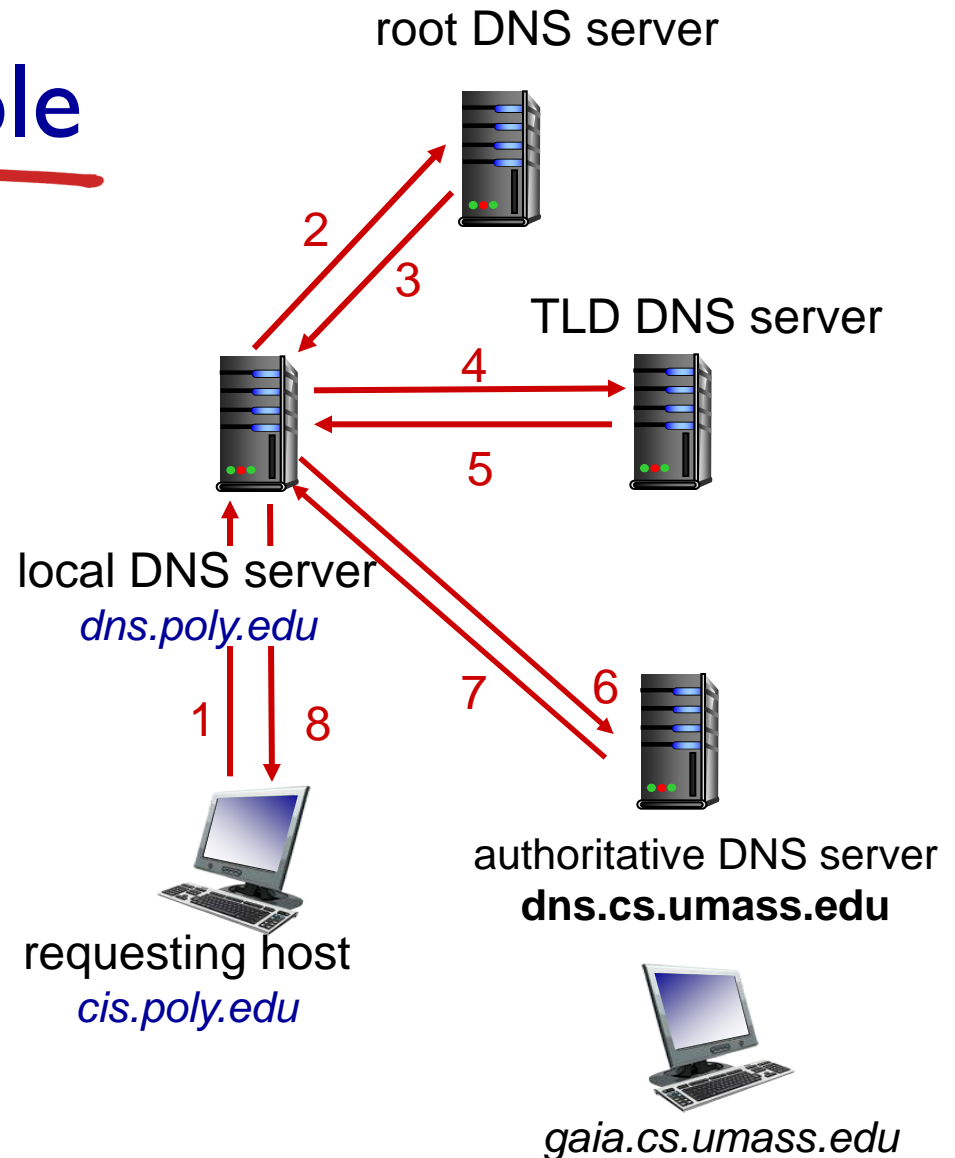 root DNS server
ole
2
3
TLD DNS server
4
5
local DNS server
dns.poly.edu
1
8
7
6
authoritative DNS server
dns.cs.umass.edu
requesting host
cis.poly.edu
gaia.cs.umass.edu